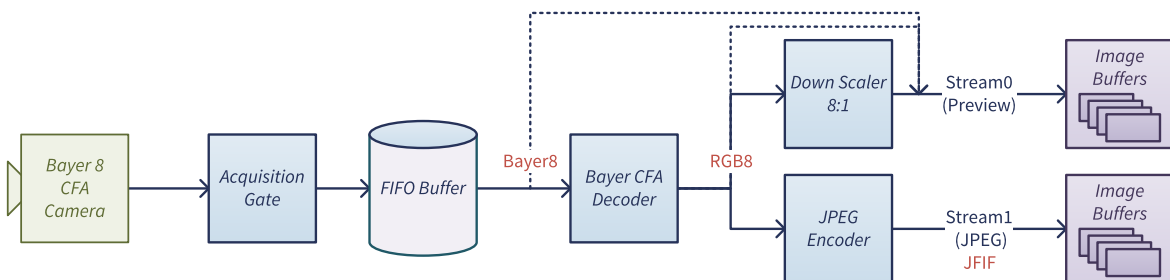 Bayer 8
CFA
Camera
Acquisition
Gate
FIFO Buffer
Bayer8
Bayer CFA
Decoder
RGB8
Down Scaler
8:1
Stream0
(Preview)
Image
Buffers
JPEG
Encoder
Stream1
(JPEG)
JFIF
Image
Buffers